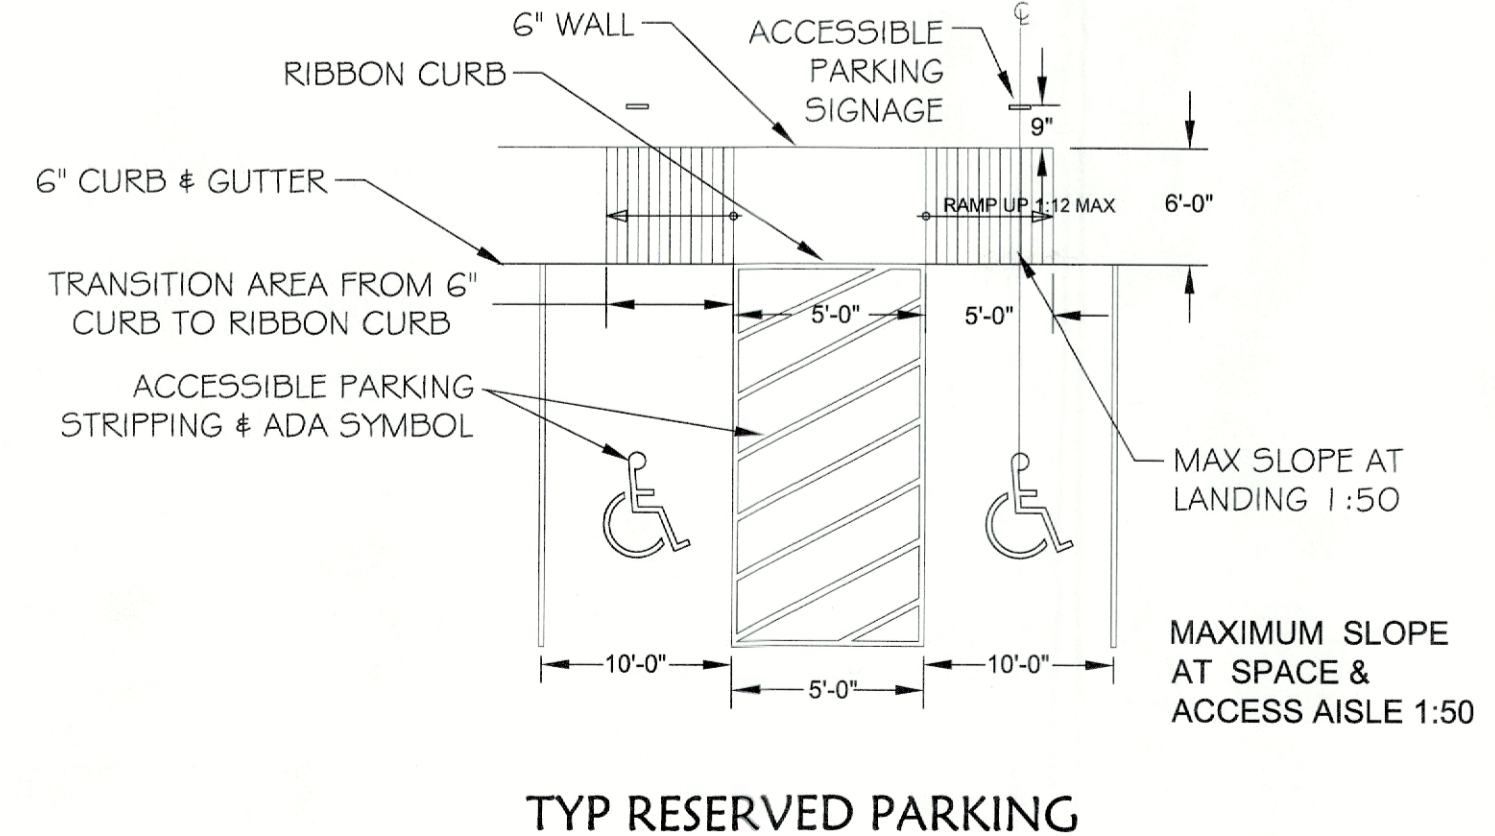 6" WALL
ACCESSIBLE
PARKING
SIGNAGE
℄
RIBBON CURB
9"
6" CURB & GUTTER
RAMP UP 1:12 MAX
6'-0"
TRANSITION AREA FROM 6"
CURB TO RIBBON CURB
5'-0"
5'-0"
ACCESSIBLE PARKING
STRIPPING & ADA SYMBOL
MAX SLOPE AT
LANDING 1:50
MAXIMUM SLOPE
AT SPACE &
ACCESS AISLE 1:50
10'-0"
10'-0"
5'-0"
TYP RESERVED PARKING